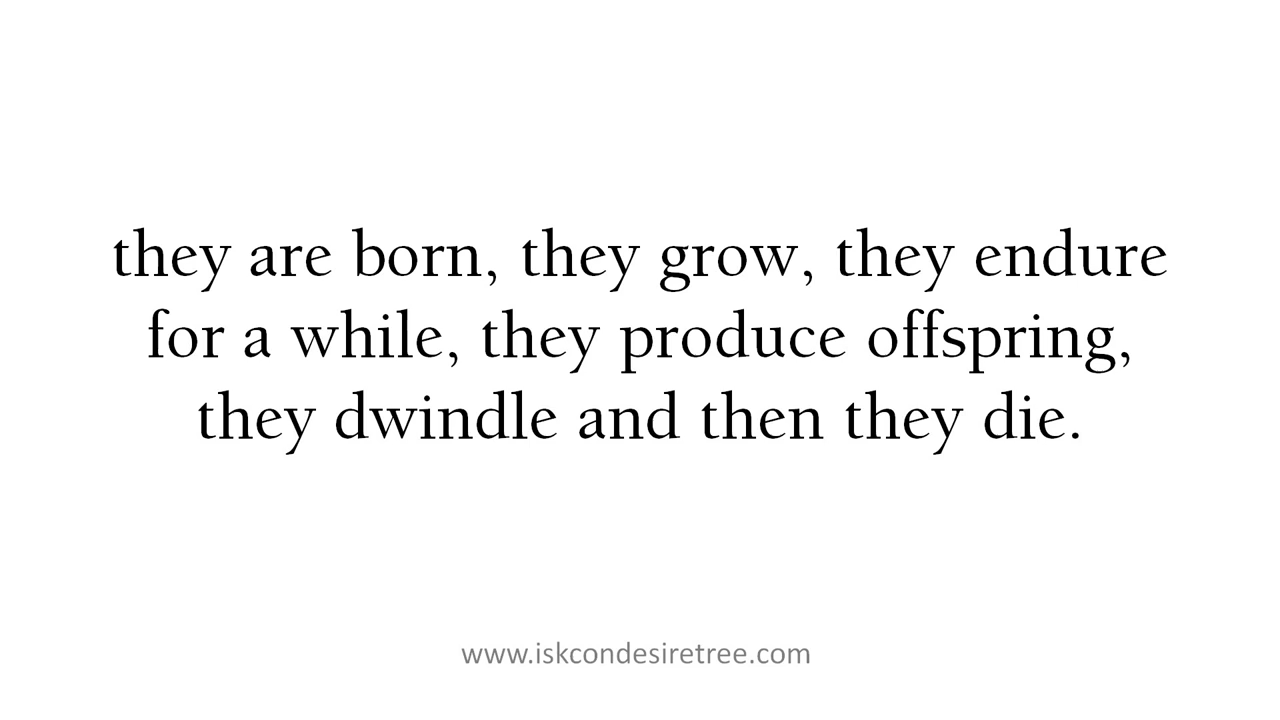 they are born, they grow, they endure
for a while, they produce offspring,
they dwindle and then they die.
www.iskcondesiretree.com